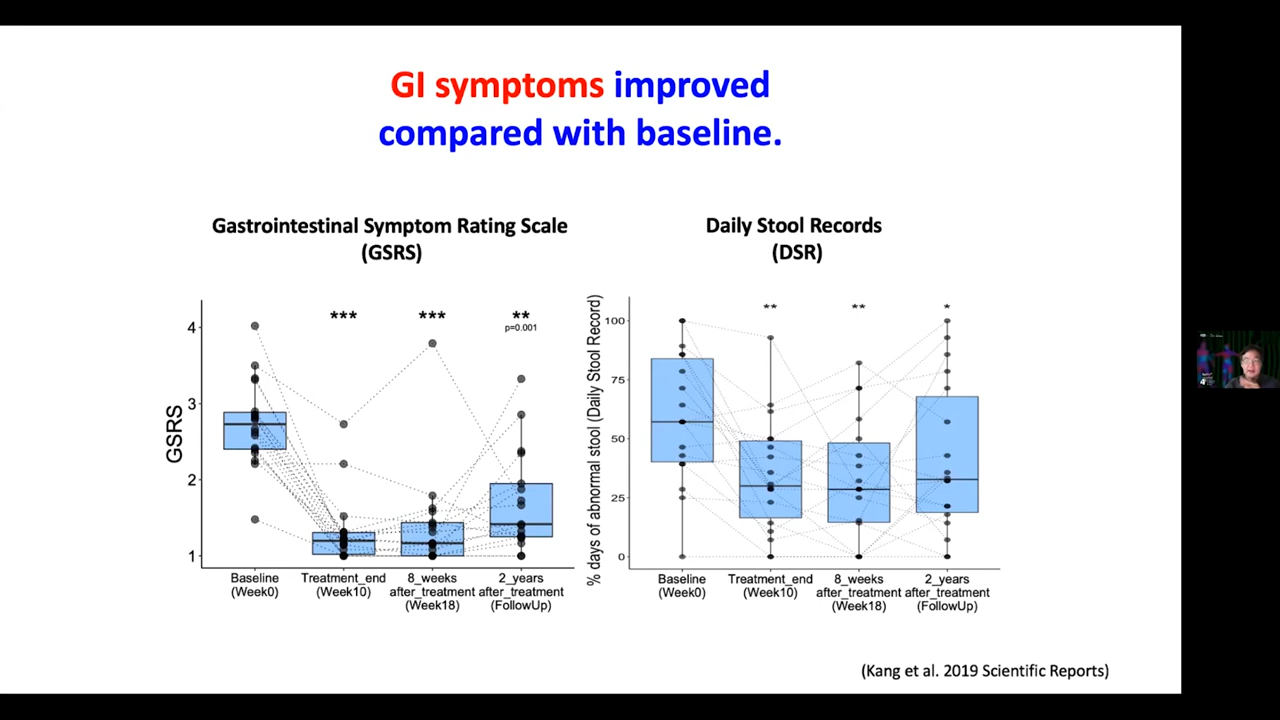 GI symptoms improved
compared with baseline.
Gastrointestinal Symptom Rating Scale
(GSRS)
GSRS
4
3
2
1
***
***
**
p=0.001
Baseline
(Week0)
Treatment_end
(Week10)
8_weeks
after_treatment
(Week18)
2_years
after_treatment
(FollowUp)
Daily Stool Records
(DSR)
% days of abnormal stool (Daily Stool Record)
100
75
50
25
0
**
**
*
Baseline
(Week0)
Treatment_end
(Week10)
8_weeks
after_treatment
(Week18)
2_years
after_treatment
(FollowUp)
(Kang et al. 2019 Scientific Reports)